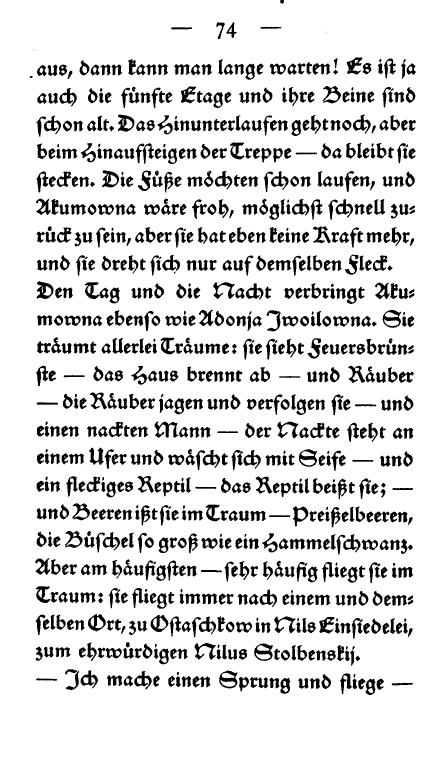 — 74 —
aus, dann kann man lange warten! Es iſt ja
auch die fünfte Etage und ihre Beine ſind
ſchon alt. Das Hinunterlaufen geht noch, aber
beim Hinaufſteigen der Treppe — da bleibt ſie
ſtecken. Die Füße möchten ſchon laufen, und
Akumowna wäre froh, möglichſt ſchnell zu-
rück zu ſein, aber ſie hat eben keine Kraft mehr,
und ſie dreht ſich nur auf demſelben Fleck.
Den Tag und die Nacht verbringt Aku-
mowna ebenſo wie Adonja Jwoilowna. Sie
träumt allerlei Träume: ſie ſieht Feuersbrün-
ſte — das Haus brennt ab — und Räuber
— die Räuber jagen und verfolgen ſie — und
einen nackten Mann — der Nackte ſteht an
einem Ufer und wäſcht ſich mit Seife — und
ein fleckiges Reptil — das Reptil beißt ſie; —
und Beeren ißt ſie im Traum — Preißelbeeren,
die Büſchel ſo groß wie ein Hammelſchwanz.
Aber am häufigſten — ſehr häufig fliegt ſie im
Traum: ſie fliegt immer nach einem und dem-
ſelben Ort, zu Oſtaſchkow in Nils Einſiedelei,
zum ehrwürdigen Nilus Stolbenskij.
— Ich mache einen Sprung und fliege —